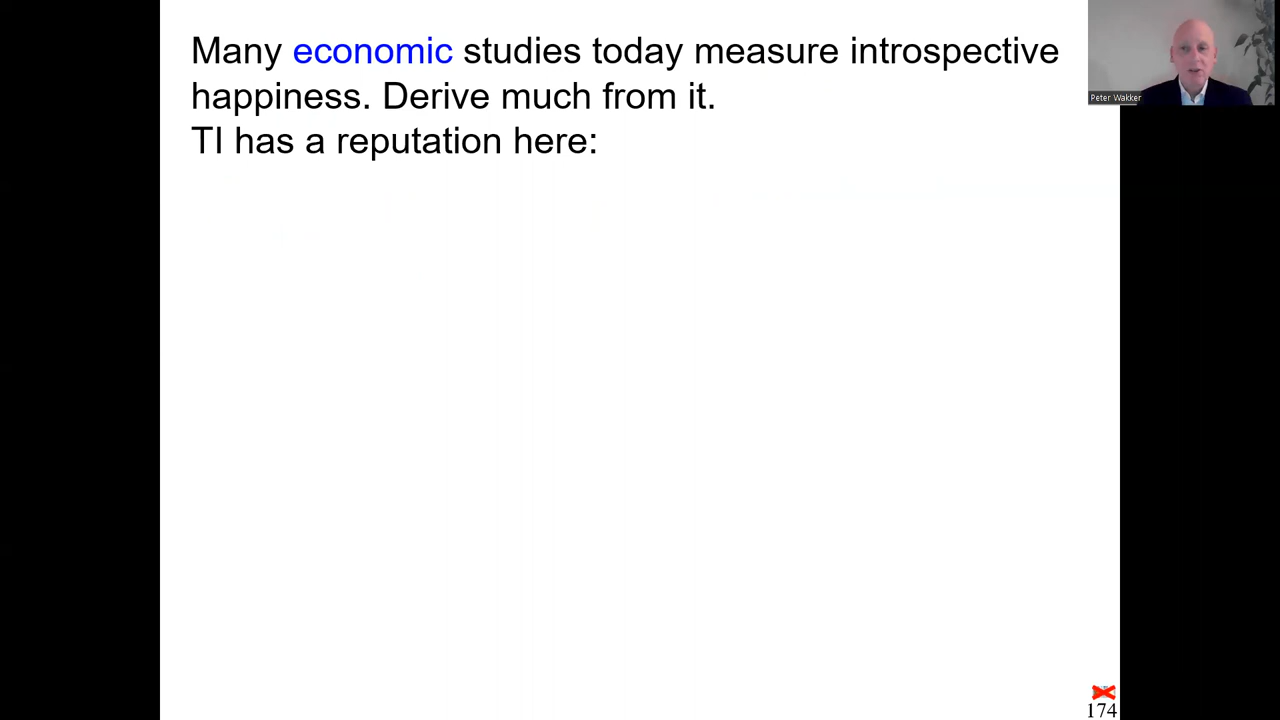 Many economic studies today measure introspective
happiness. Derive much from it.
TI has a reputation here:
Peter Wakker
174